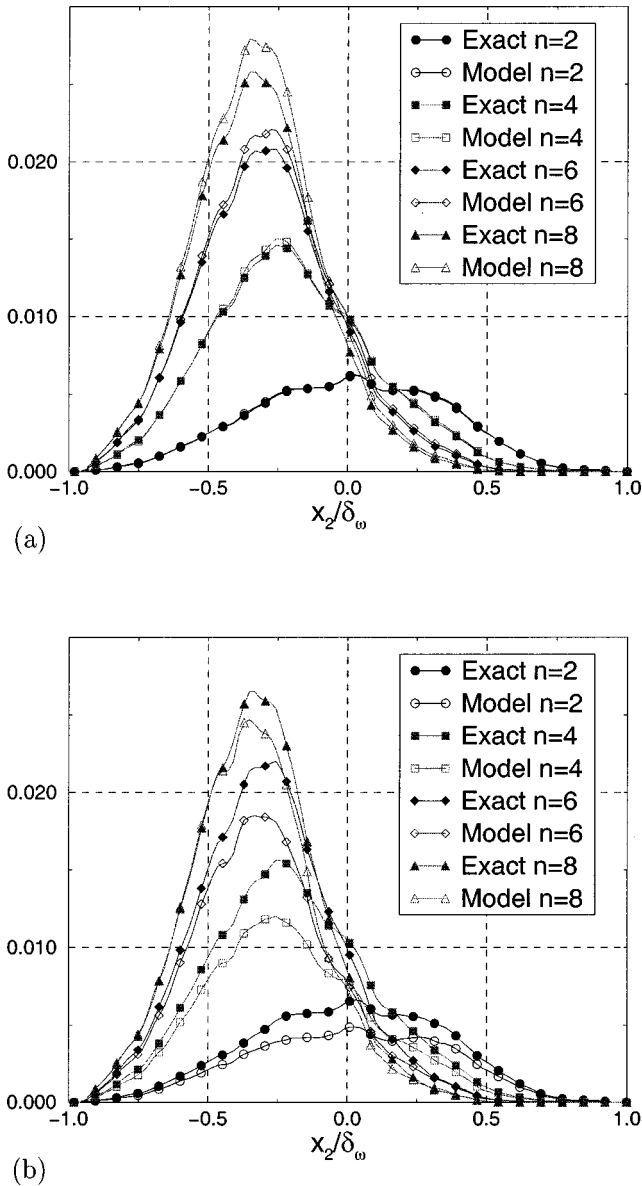 Exact n=2
Model n=2
Exact n=4
Model n=4
Exact n=6
Model n=6
Exact n=8
Model n=8
0.020
0.010
0.000
−1.0 −0.5 0.0 0.5 1.0
x₂/δω
(a)
Exact n=2
Model n=2
Exact n=4
Model n=4
Exact n=6
Model n=6
Exact n=8
Model n=8
0.020
0.010
0.000
−1.0 −0.5 0.0 0.5 1.0
x₂/δω
(b)